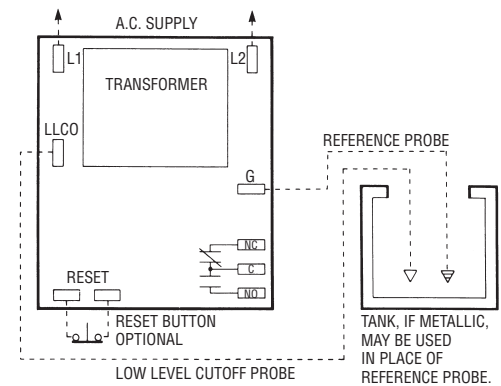 A.C. SUPPLY
L1
L2
TRANSFORMER
LLCO
REFERENCE PROBE
G
NC
C
NO
RESET
RESET BUTTON
OPTIONAL
TANK, IF METALLIC,
MAY BE USED
IN PLACE OF
REFERENCE PROBE.
LOW LEVEL CUTOFF PROBE